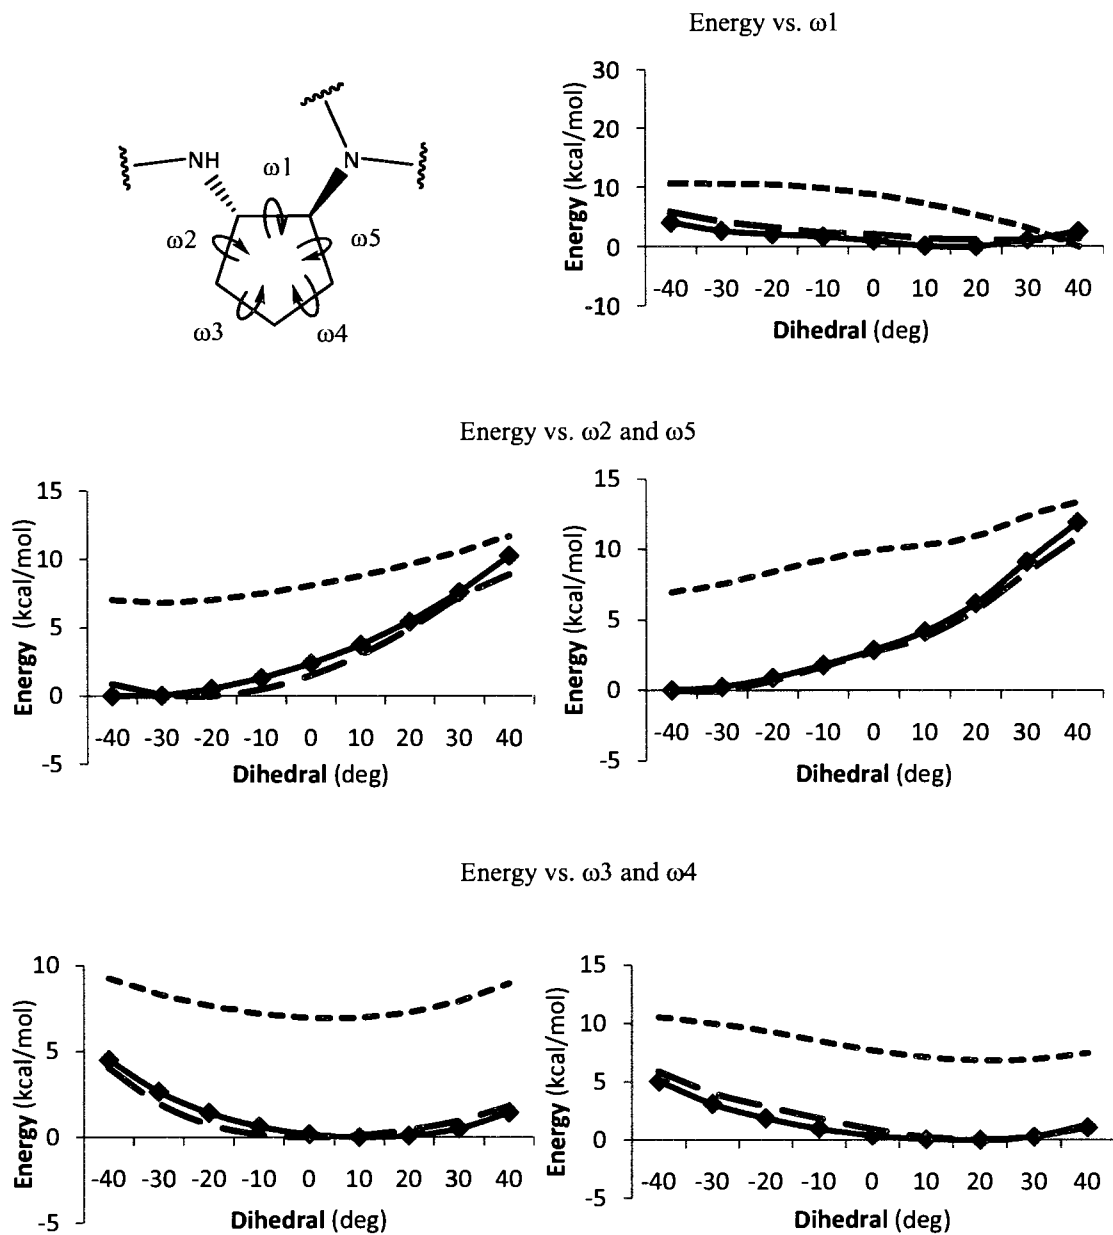 Energy vs. ω1
NH
N
ω1
ω2
ω5
ω3
ω4
Energy (kcal/mol)
30
20
10
0
-10
-40 -30 -20 -10 0 10 20 30 40
Dihedral (deg)
Energy vs. ω2 and ω5
Energy (kcal/mol)
15
10
5
0
-5
-40 -30 -20 -10 0 10 20 30 40
Dihedral (deg)
Energy (kcal/mol)
15
10
5
0
-5
-40 -30 -20 -10 0 10 20 30 40
Dihedral (deg)
Energy vs. ω3 and ω4
Energy (kcal/mol)
10
5
0
-5
-40 -30 -20 -10 0 10 20 30 40
Dihedral (deg)
Energy (kcal/mol)
15
10
5
0
-5
-40 -30 -20 -10 0 10 20 30 40
Dihedral (deg)